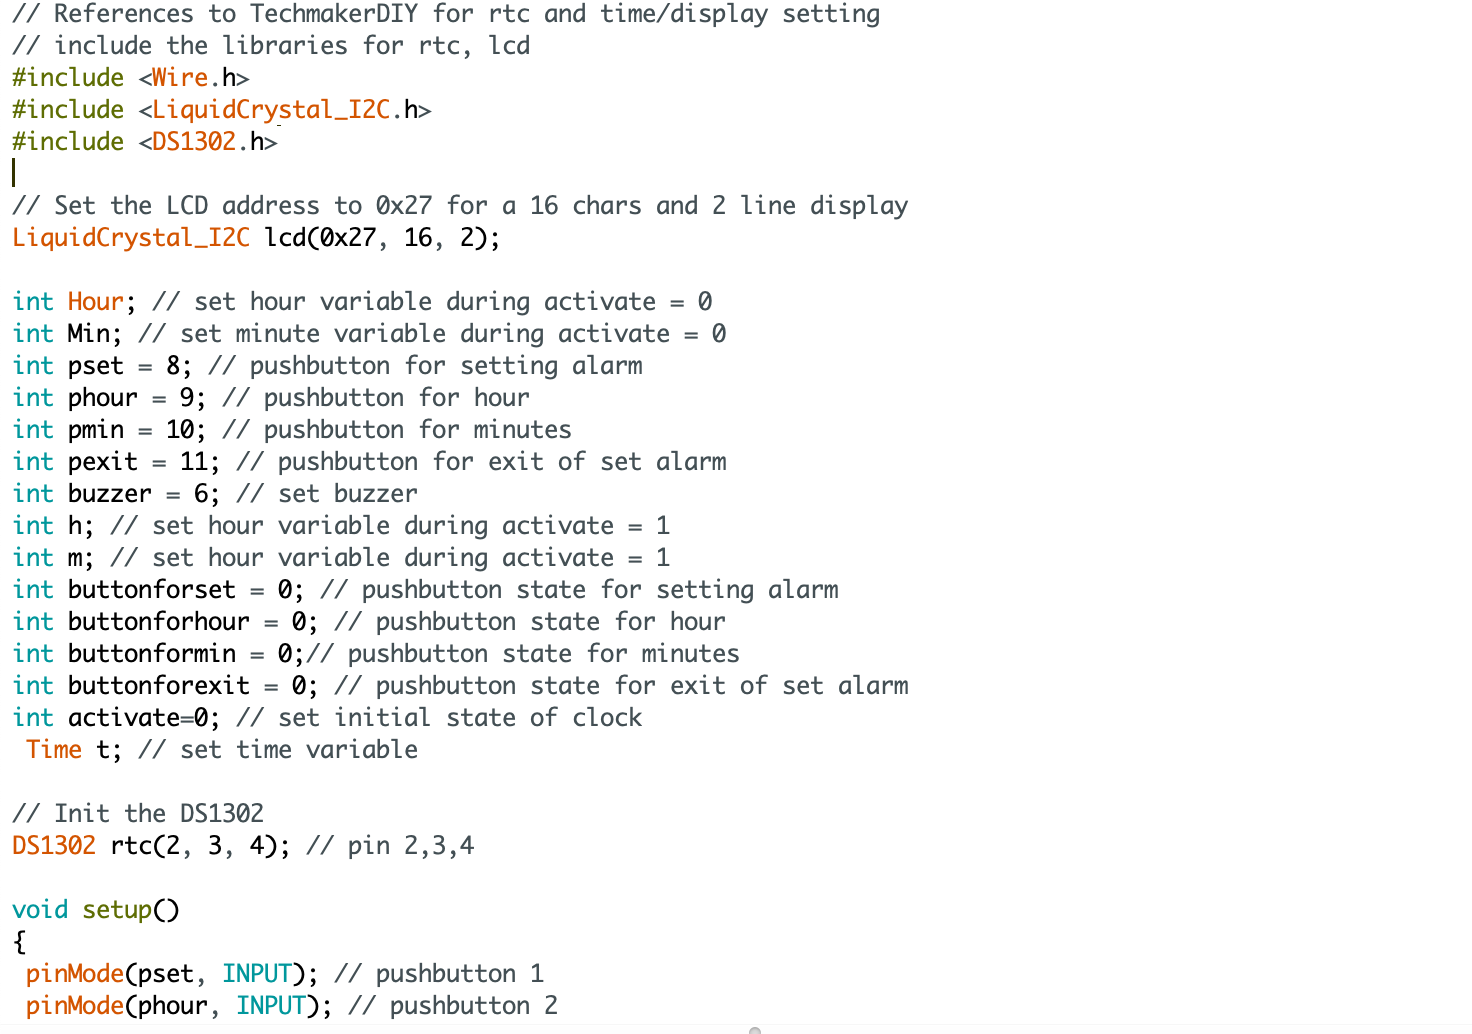 // References to TechmakerDIY for rtc and time/display setting
// include the libraries for rtc, lcd
#include <Wire.h>
#include <LiquidCrystal_I2C.h>
#include <DS1302.h>
// Set the LCD address to 0x27 for a 16 chars and 2 line display
LiquidCrystal_I2C lcd(0x27, 16, 2);
int Hour; // set hour variable during activate = 0
int Min; // set minute variable during activate = 0
int pset = 8; // pushbutton for setting alarm
int phour = 9; // pushbutton for hour
int pmin = 10; // pushbutton for minutes
int pexit = 11; // pushbutton for exit of set alarm
int buzzer = 6; // set buzzer
int h; // set hour variable during activate = 1
int m; // set hour variable during activate = 1
int buttonforset = 0; // pushbutton state for setting alarm
int buttonforhour = 0; // pushbutton state for hour
int buttonformin = 0;// pushbutton state for minutes
int buttonforexit = 0; // pushbutton state for exit of set alarm
int activate=0; // set initial state of clock
 Time t; // set time variable
// Init the DS1302
DS1302 rtc(2, 3, 4); // pin 2,3,4
void setup()
{
 pinMode(pset, INPUT); // pushbutton 1
 pinMode(phour, INPUT); // pushbutton 2